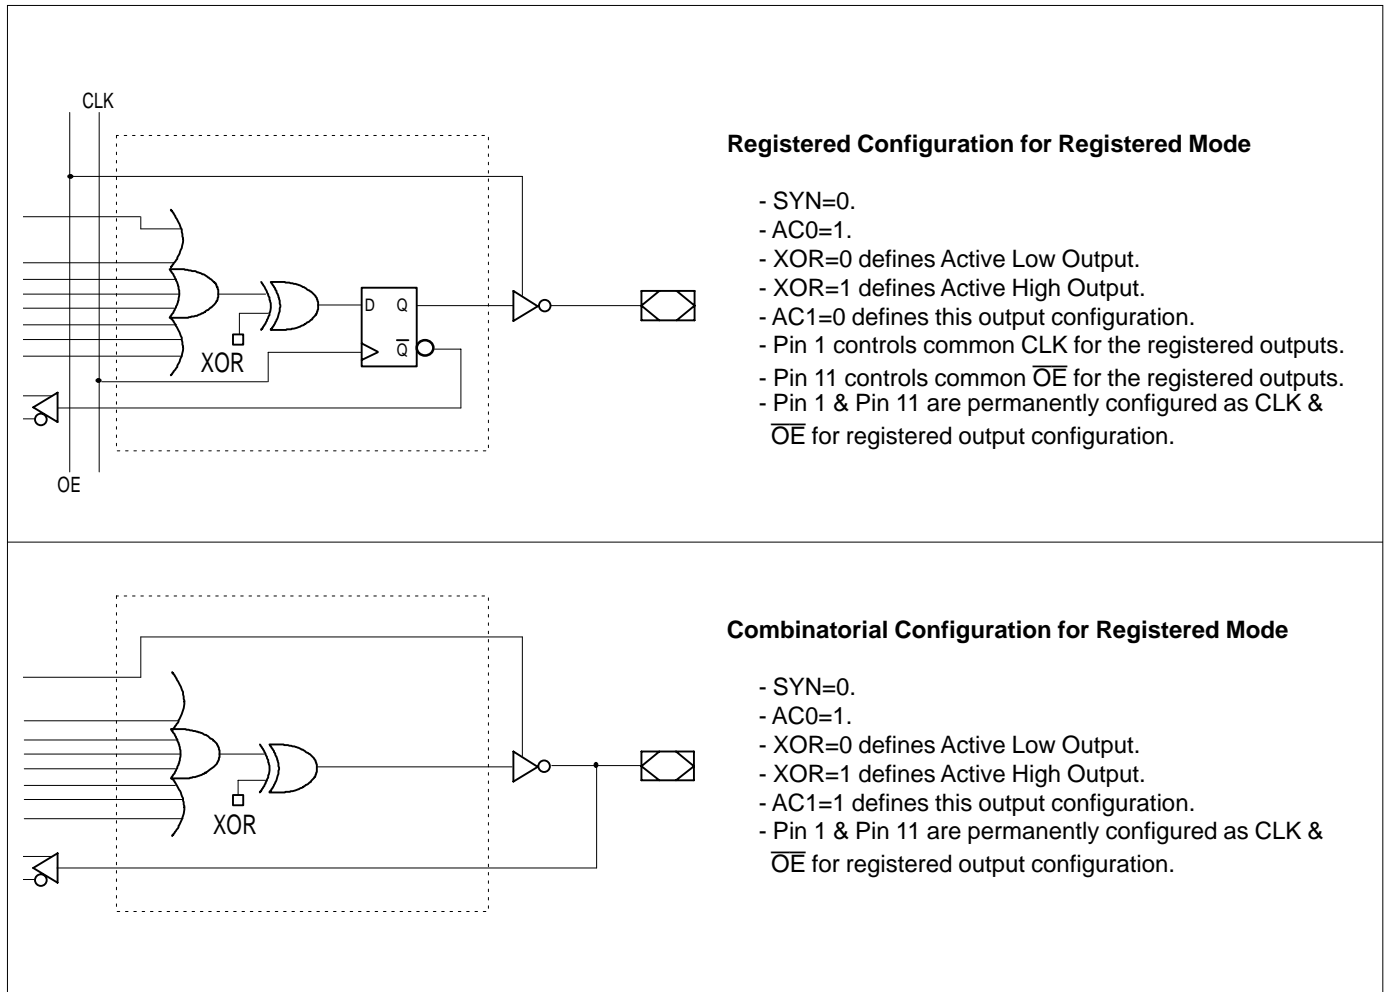 CLK
XOR
D Q
Q̅
OE
Registered Configuration for Registered Mode
- SYN=0.
- AC0=1.
- XOR=0 defines Active Low Output.
- XOR=1 defines Active High Output.
- AC1=0 defines this output configuration.
- Pin 1 controls common CLK for the registered outputs.
- Pin 11 controls common O̅E̅ for the registered outputs.
- Pin 1 & Pin 11 are permanently configured as CLK &
O̅E̅ for registered output configuration.
XOR
Combinatorial Configuration for Registered Mode
- SYN=0.
- AC0=1.
- XOR=0 defines Active Low Output.
- XOR=1 defines Active High Output.
- AC1=1 defines this output configuration.
- Pin 1 & Pin 11 are permanently configured as CLK &
O̅E̅ for registered output configuration.